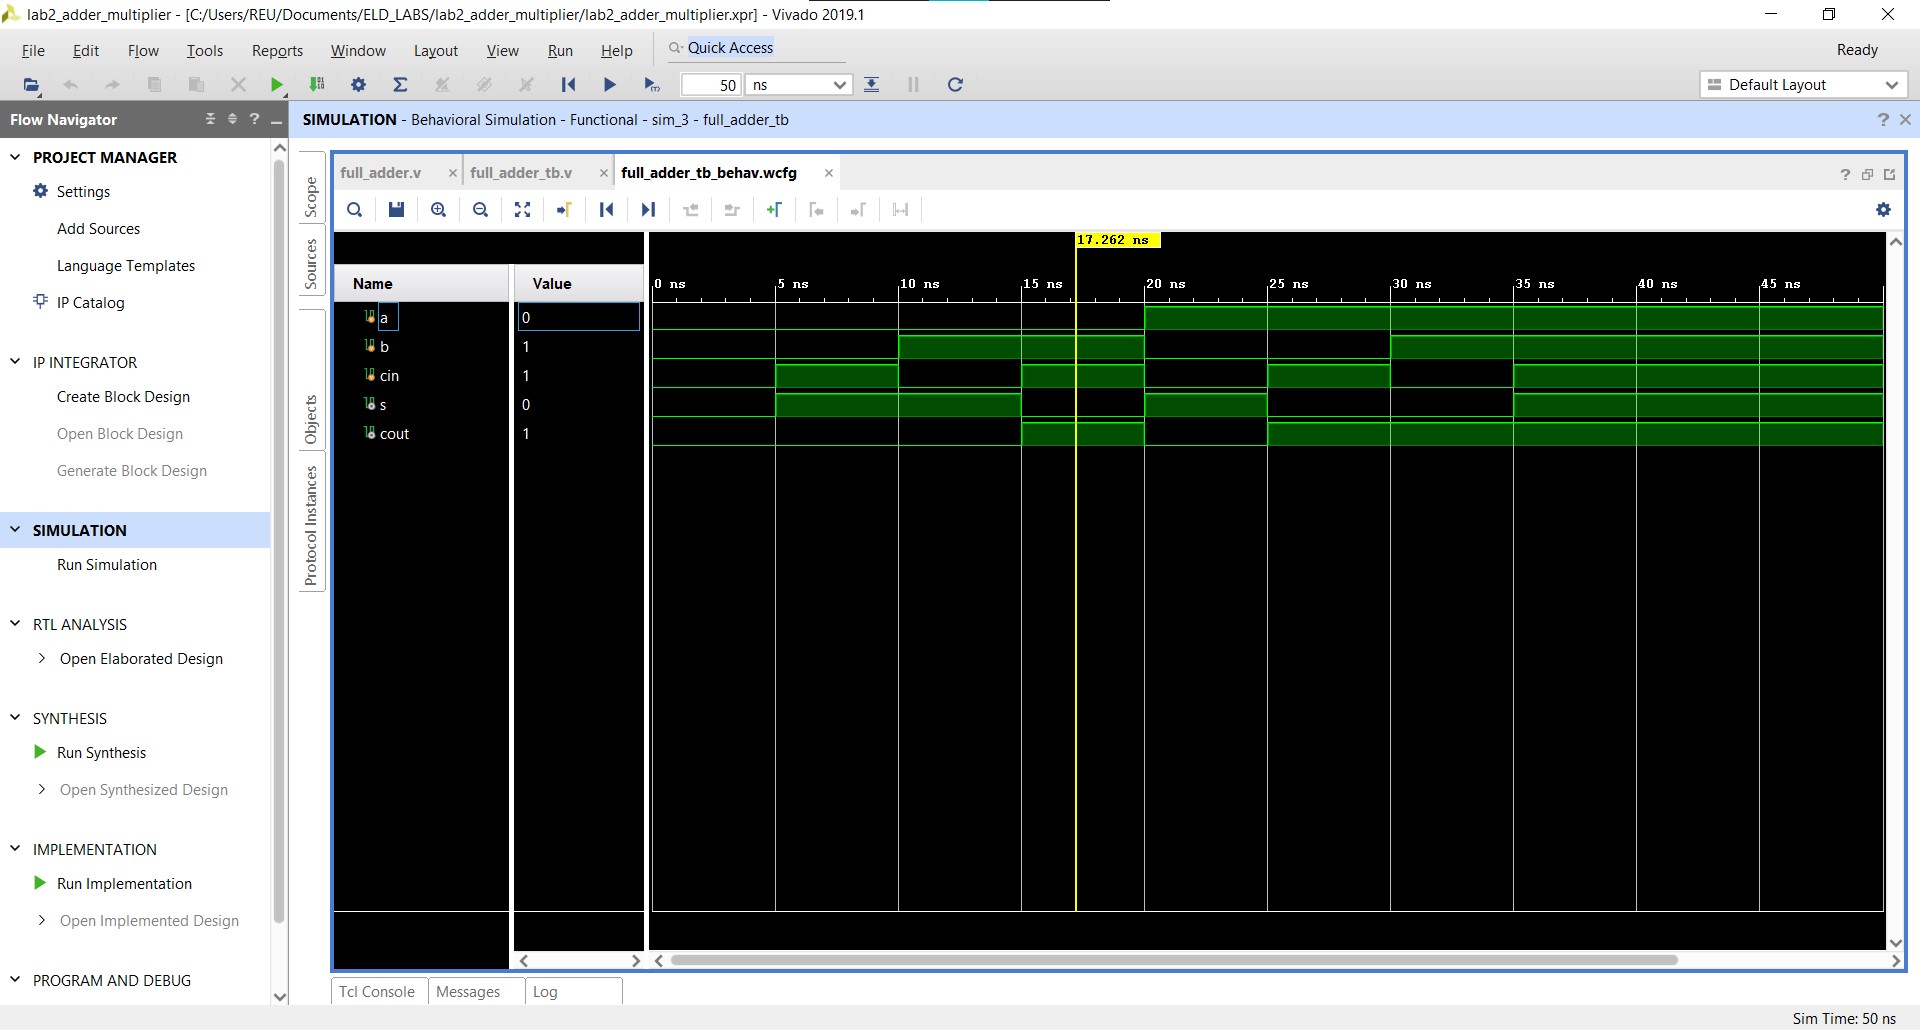 lab2_adder_multiplier - [C:/Users/REU/Documents/ELD_LABS/lab2_adder_multiplier/lab2_adder_multiplier.xpr] - Vivado 2019.1
File Edit Flow Tools Reports Window Layout View Run Help Quick Access Ready
50 ns Default Layout
Flow Navigator
SIMULATION - Behavioral Simulation - Functional - sim_3 - full_adder_tb
PROJECT MANAGER
Settings
Add Sources
Language Templates
IP Catalog
IP INTEGRATOR
Create Block Design
Open Block Design
Generate Block Design
SIMULATION
Run Simulation
RTL ANALYSIS
Open Elaborated Design
SYNTHESIS
Run Synthesis
Open Synthesized Design
IMPLEMENTATION
Run Implementation
Open Implemented Design
PROGRAM AND DEBUG
Scope
Sources
Objects
Protocol Instances
full_adder.v full_adder_tb.v full_adder_tb_behav.wcfg
17.262 ns
Name Value 0 ns 5 ns 10 ns 15 ns 20 ns 25 ns 30 ns 35 ns 40 ns 45 ns
a 0
b 1
cin 1
s 0
cout 1
Tcl Console Messages Log
Sim Time: 50 ns